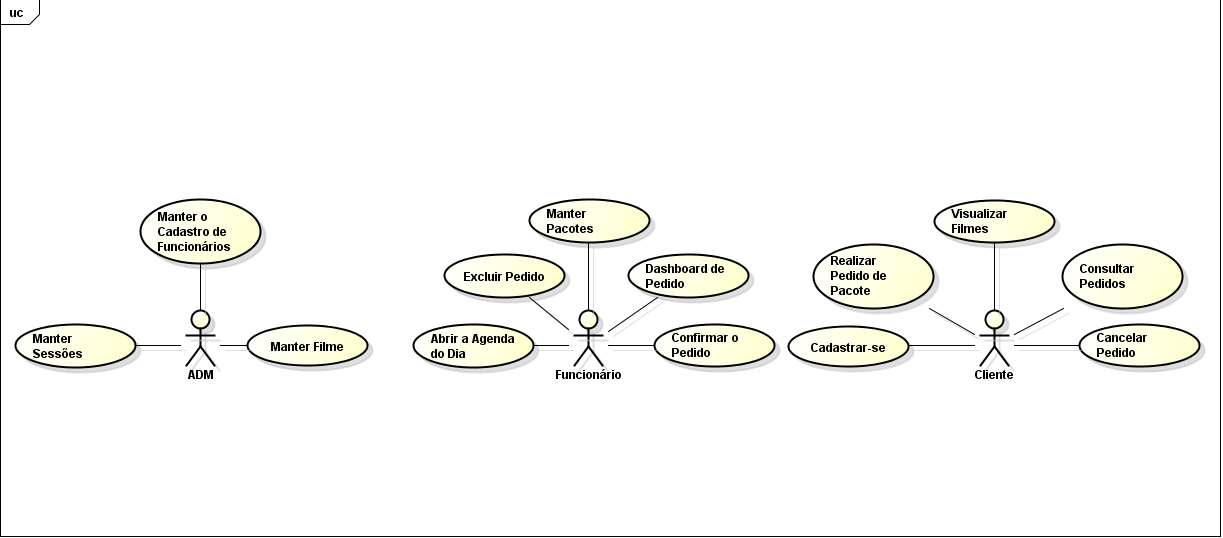 uc
Manter o
Cadastro de
Funcionários
Manter
Sessões
Manter Filme
ADM
Manter
Pacotes
Excluir Pedido
Dashboard de
Pedido
Abrir a Agenda
do Dia
Confirmar o
Pedido
Funcionário
Visualizar
Filmes
Realizar
Pedido de
Pacote
Consultar
Pedidos
Cadastrar-se
Cancelar
Pedido
Cliente